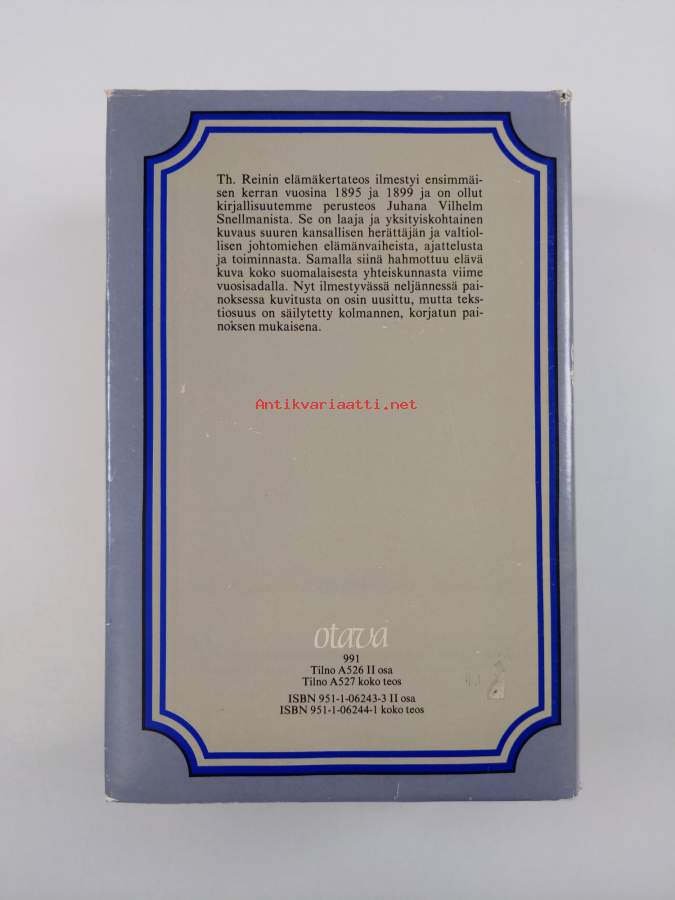 Th. Reinin elämäkertateos ilmestyi ensimmäi-
sen kerran vuosina 1895 ja 1899 ja on ollut
kirjallisuutemme perusteos Juhana Vilhelm
Snellmanista. Se on laaja ja yksityiskohtainen
kuvaus suuren kansallisen herättäjän ja valtiol-
lisen johtomiehen elämänvaiheista, ajattelusta
ja toiminnasta. Samalla siinä hahmottuu elävä
kuva koko suomalaisesta yhteiskunnasta viime
vuosisadalla. Nyt ilmestyvässä neljännessä pai-
noksessa kuvitusta on osin uusittu, mutta teks-
tiosuus on säilytetty kolmannen, korjatun pai-
noksen mukaisena.
Antikvariaatti.net
otava
991
Tilno A526 II osa
Tilno A527 koko teos
ISBN 951-1-06243-3 II osa
ISBN 951-1-06244-1 koko teos